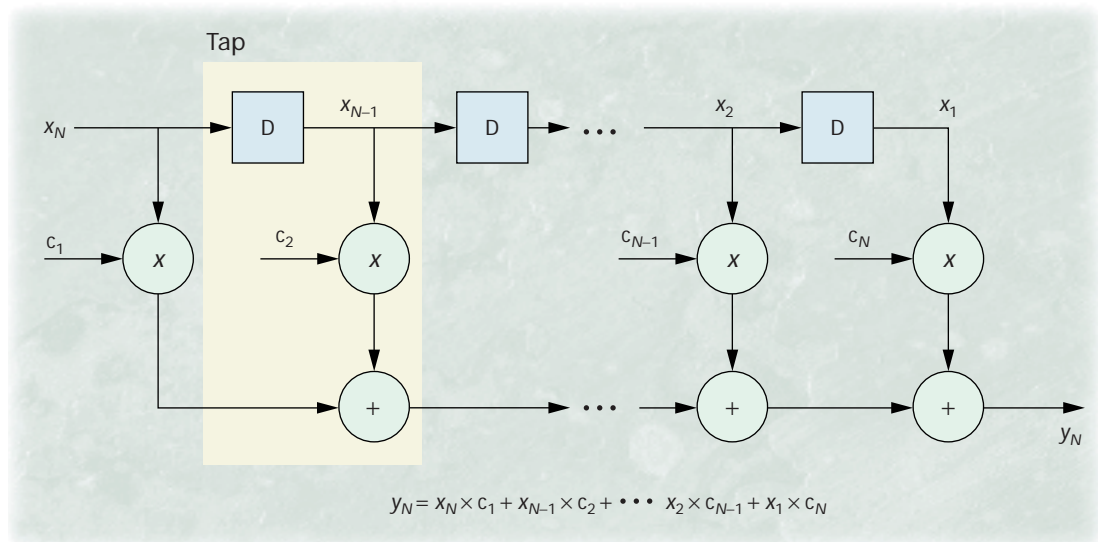 Tap
x_N D x_{N–1} D ••• x_2 D x_1
c_1 x c_2 x c_{N–1} x c_N x
+ ••• + +
y_N
y_N = x_N × c_1 + x_{N–1} × c_2 + ••• x_2 × c_{N–1} + x_1 × c_N